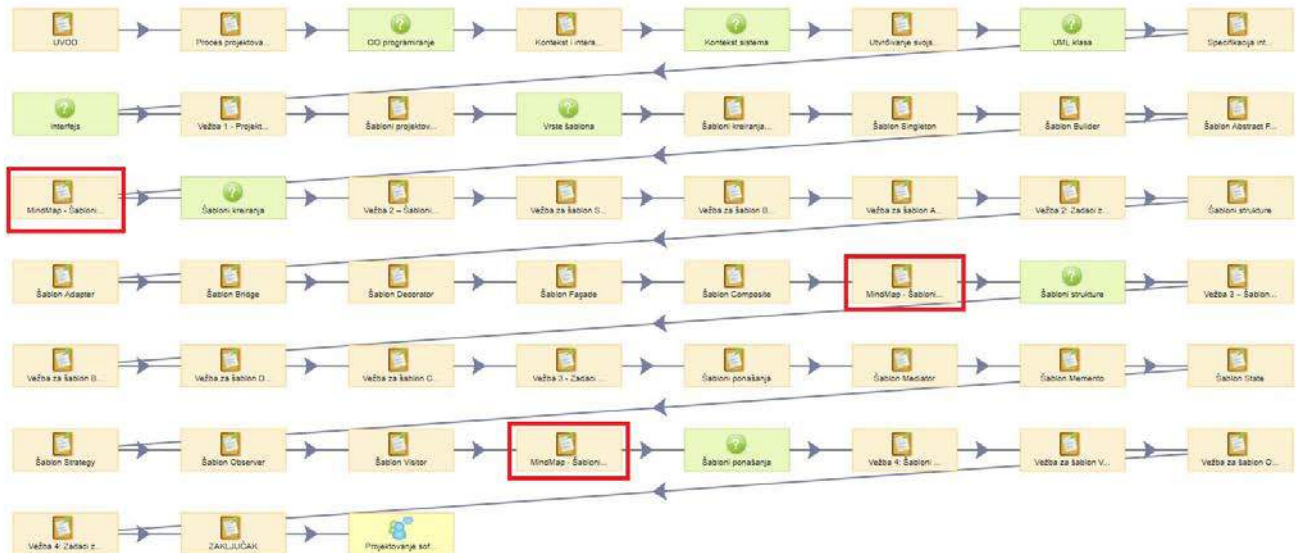 UVOD
Proces projektova...
OO programiranje
Kontekst i intera...
Kontekst sistema
Utvrđivanje svojs...
UML klasa
Specifikacija int...
Interfejs
Vežba 1 - Projekt...
Šabloni projektov...
Vrste šablona
Šabloni kreiranja...
Šablon Singleton
Šablon Builder
Šablon Abstract F...
MindMap - Šabloni...
Šabloni kreiranja
Vežba 2 – Šabloni...
Vežba za šablon S...
Vežba za šablon B...
Vežba za šablon A...
Vežba 2: Zadaci z...
Šabloni strukture
Šablon Adapter
Šablon Bridge
Šablon Decorator
Šablon Façade
Šablon Composite
MindMap - Šabloni...
Šabloni strukture
Vežba 3 – Šablon...
Vežba za šablon B...
Vežba za šablon D...
Vežba za šablon C...
Vežba 3 - Zadaci ...
Šabloni ponašanja
Šablon Mediator
Šablon Memento
Šablon State
Šablon Strategy
Šablon Observer
Šablon Visitor
MindMap - Šabloni...
Šabloni ponašanja
Vežba 4: Šabloni ...
Vežba za šablon V...
Vežba za šablon O...
Vežba 4: Zadaci z...
ZAKLJUČAK
Projektovanje sof...